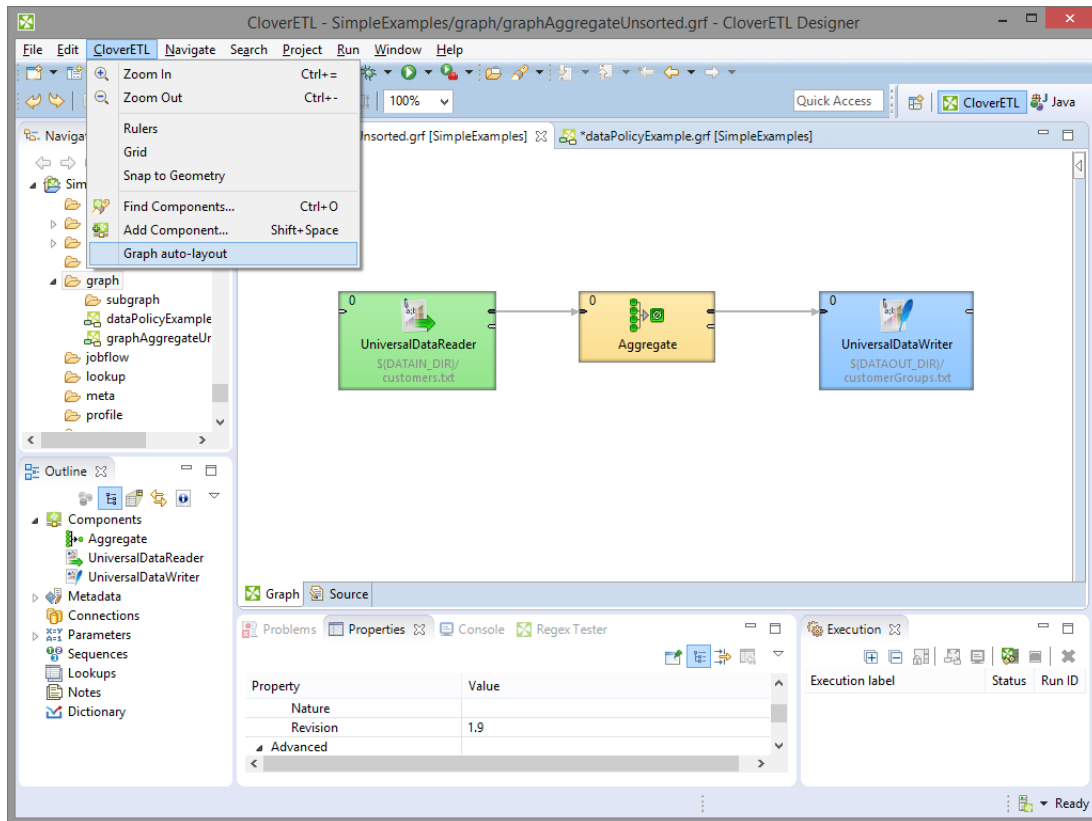 CloverETL - SimpleExamples/graph/graphAggregateUnsorted.grf - CloverETL Designer
File Edit CloverETL Navigate Search Project Run Window Help
Zoom In Ctrl+=
Zoom Out Ctrl+-
Rulers
Grid
Snap to Geometry
Find Components... Ctrl+O
Add Component... Shift+Space
Graph auto-layout
100%
Quick Access
CloverETL
Java
Navigat
Unsorted.grf [SimpleExamples]
*dataPolicyExample.grf [SimpleExamples]
Sim
graph
subgraph
dataPolicyExample
graphAggregateUr
jobflow
lookup
meta
profile
0
UniversalDataReader
${DATAIN_DIR}/
customers.txt
0
Aggregate
0
UniversalDataWriter
${DATAOUT_DIR}/
customerGroups.txt
Outline
Components
Aggregate
UniversalDataReader
UniversalDataWriter
Metadata
Connections
Parameters
Sequences
Lookups
Notes
Dictionary
Graph
Source
Problems
Properties
Console
Regex Tester
Property Value
Nature
Revision 1.9
Advanced
Execution
Execution label Status Run ID
Ready